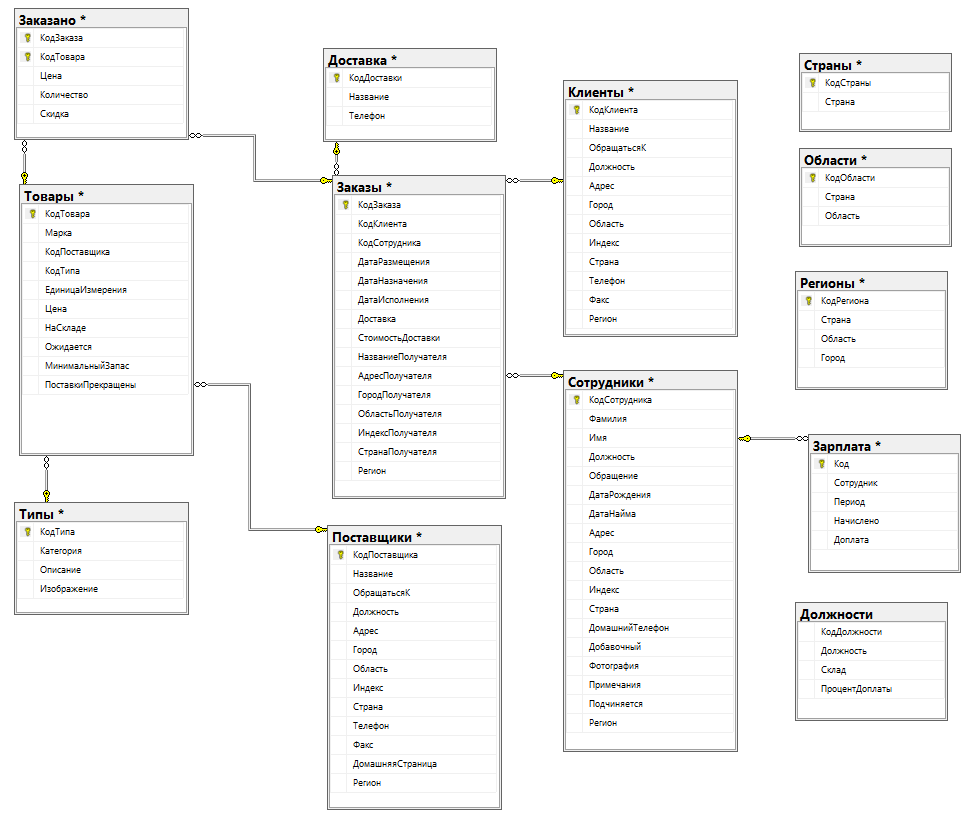 Заказано *
КодЗаказа
КодТовара
Цена
Количество
Скидка
Доставка *
КодДоставки
Название
Телефон
Клиенты *
КодКлиента
Название
ОбращатьсяК
Должность
Адрес
Город
Область
Индекс
Страна
Телефон
Факс
Регион
Страны *
КодСтраны
Страна
Области *
КодОбласти
Страна
Область
Товары *
КодТовара
Марка
КодПоставщика
КодТипа
ЕдиницаИзмерения
Цена
НаСкладе
Ожидается
МинимальныйЗапас
ПоставкиПрекращены
Заказы *
КодЗаказа
КодКлиента
КодСотрудника
ДатаРазмещения
ДатаНазначения
ДатаИсполнения
Доставка
СтоимостьДоставки
НазваниеПолучателя
АдресПолучателя
ГородПолучателя
ОбластьПолучателя
ИндексПолучателя
СтранаПолучателя
Регион
Регионы *
КодРегиона
Страна
Область
Город
Сотрудники *
КодСотрудника
Фамилия
Имя
Должность
Обращение
ДатаРождения
ДатаНайма
Адрес
Город
Область
Индекс
Страна
ДомашнийТелефон
Добавочный
Фотография
Примечания
Подчиняется
Регион
Зарплата *
Код
Сотрудник
Период
Начислено
Доплата
Типы *
КодТипа
Категория
Описание
Изображение
Поставщики *
КодПоставщика
Название
ОбращатьсяК
Должность
Адрес
Город
Область
Индекс
Страна
Телефон
Факс
ДомашняяСтраница
Регион
Должности
КодДолжности
Должность
Склад
ПроцентДоплаты